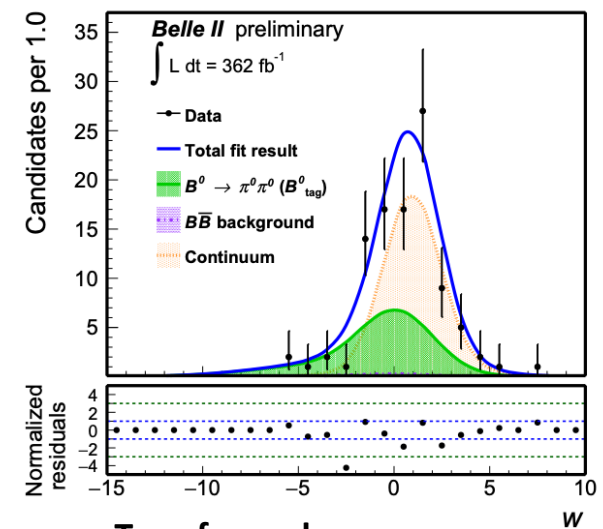 Belle II preliminary
∫ L dt = 362 fb⁻¹
Data
Total fit result
B⁰ → π⁰π⁰ (B⁰tag)
BB̅ background
Continuum
Candidates per 1.0
35
30
25
20
15
10
5
Normalized
residuals
4
2
0
−2
−4
−15
−10
−5
0
5
10
W